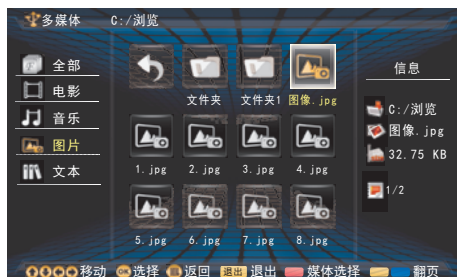 多媒体 C:/浏览
全部
电影
音乐
图片
文本
文件夹 文件夹1 图像.jpg
1.jpg 2.jpg 3.jpg 4.jpg
5.jpg 6.jpg 7.jpg 8.jpg
信息
C:/浏览
图像.jpg
32.75 KB
1/2
移动 OK 选择 返回 退出 退出 媒体选择 翻页